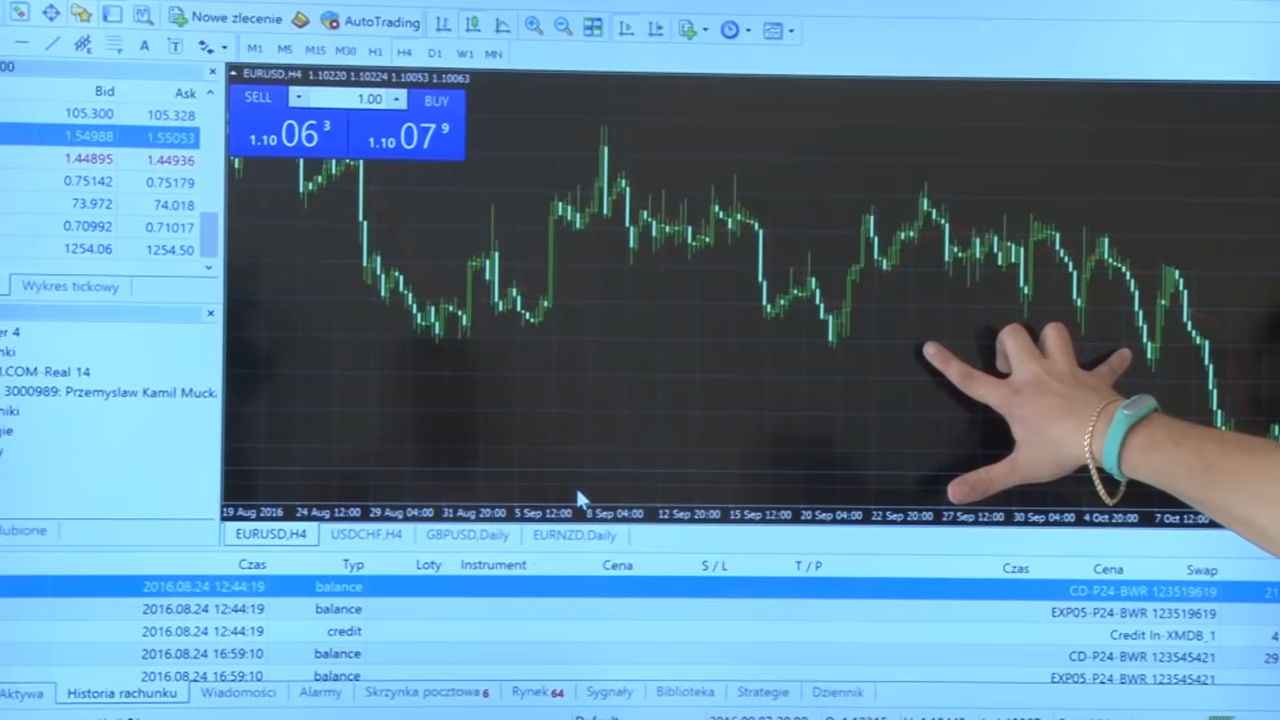 Nowe zlecenie AutoTrading
A T
M1 M5 M15 M30 H1 H4 D1 W1 MN
00
Bid Ask
105.300 105.328
1.54988 1.55053
1.44895 1.44936
0.75142 0.75179
73.972 74.018
0.70992 0.71017
1254.06 1254.50
Wykres tickowy
er 4
nki
M.COM-Real 14
3000989: Przemyslaw Kamil Muck
niki
gie
lubione
EURUSD,H4 1.10220 1.10224 1.10053 1.10063
SELL 1.00 BUY
1.10 06 3 1.10 07 9
19 Aug 2016 24 Aug 12:00 29 Aug 04:00 31 Aug 20:00 5 Sep 12:00 8 Sep 04:00 12 Sep 20:00 15 Sep 12:00 20 Sep 04:00 22 Sep 20:00 27 Sep 12:00 30 Sep 04:00 4 Oct 20:00 7 Oct 12:00
EURUSD,H4 USDCHF,H4 GBPUSD,Daily EURNZD,Daily
Czas Typ Loty Instrument Cena S / L T / P Czas Cena Swap
2016.08.24 12:44:19 balance CD-P24-BWR 123519619 21
2016.08.24 12:44:19 balance EXP05-P24-BWR 123519619
2016.08.24 12:44:19 credit Credit In-XMDB_1 4
2016.08.24 16:59:10 balance CD-P24-BWR 123545421 29
2016.08.24 16:59:10 balance EXP05-P24-BWR 123545421
Aktywa Historia rachunku Wiadomości Alarmy Skrzynka pocztowa 6 Rynek 64 Sygnały Biblioteka Strategie Dziennik